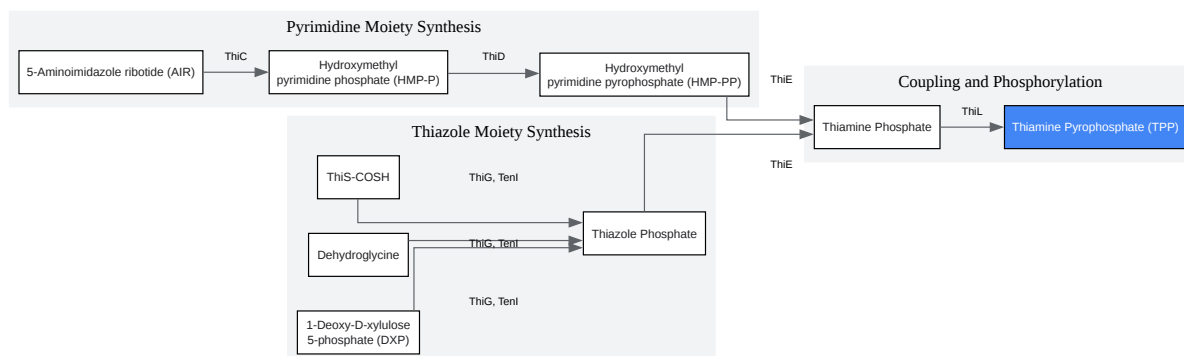 Pyrimidine Moiety Synthesis
5-Aminoimidazole ribotide (AIR)
ThiC
Hydroxymethyl
pyrimidine phosphate (HMP-P)
ThiD
Hydroxymethyl
pyrimidine pyrophosphate (HMP-PP)
ThiE
Coupling and Phosphorylation
Thiamine Phosphate
ThiL
Thiamine Pyrophosphate (TPP)
ThiE
Thiazole Moiety Synthesis
ThiS-COSH
ThiG, TenI
Dehydroglycine
ThiG, TenI
Thiazole Phosphate
1-Deoxy-D-xylulose
5-phosphate (DXP)
ThiG, TenI